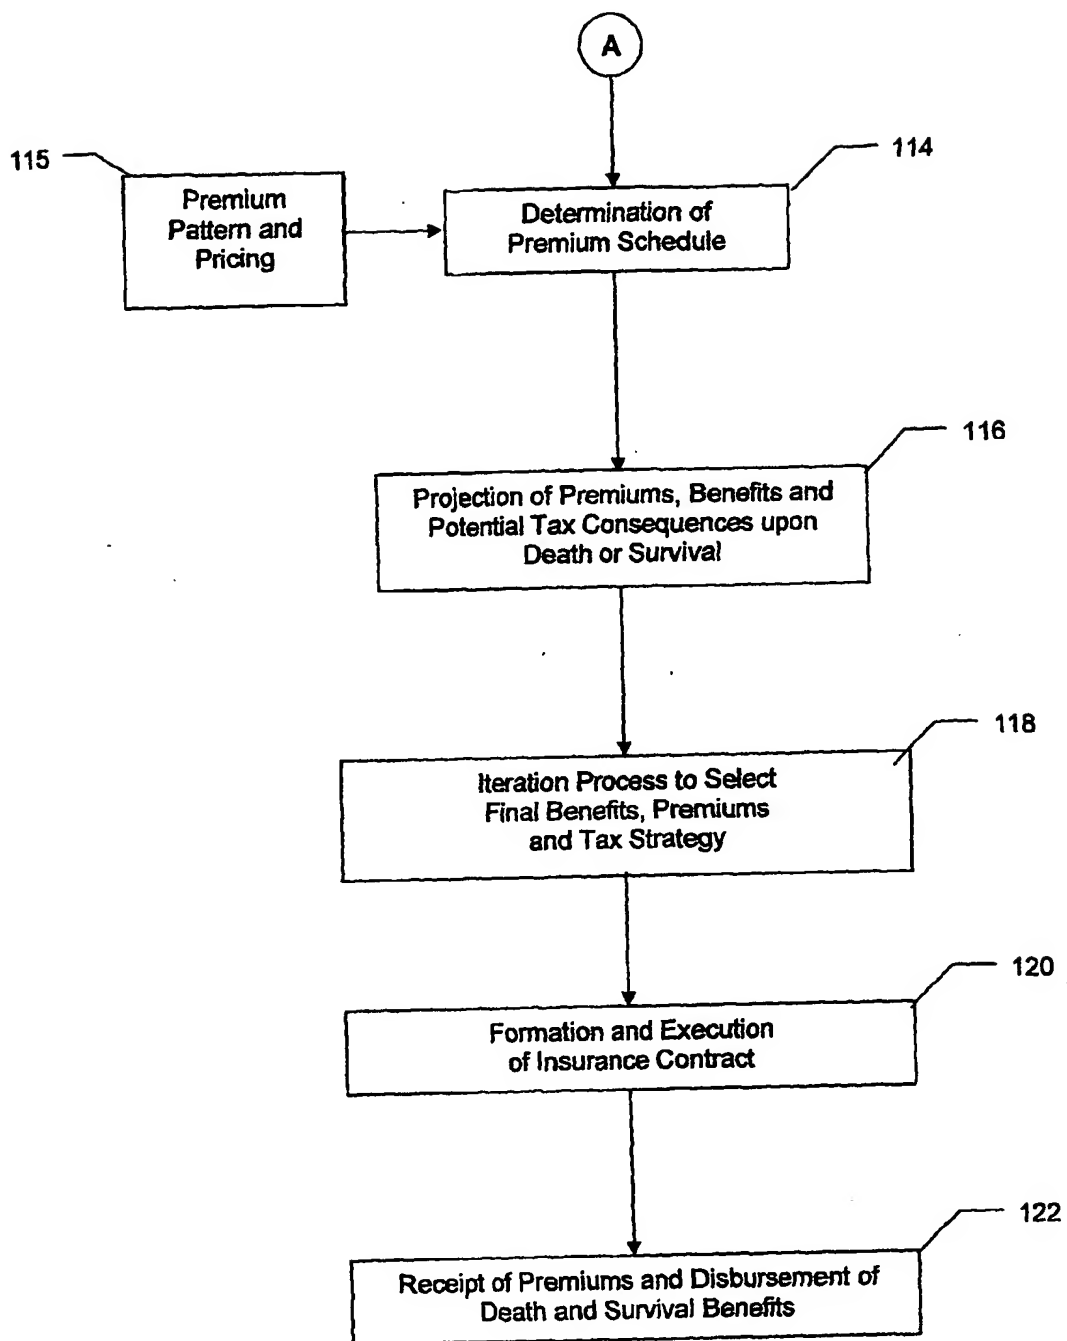 A
115
Premium
Pattern and
Pricing
114
Determination of
Premium Schedule
116
Projection of Premiums, Benefits and
Potential Tax Consequences upon
Death or Survival
118
Iteration Process to Select
Final Benefits, Premiums
and Tax Strategy
120
Formation and Execution
of Insurance Contract
122
Receipt of Premiums and Disbursement of
Death and Survival Benefits